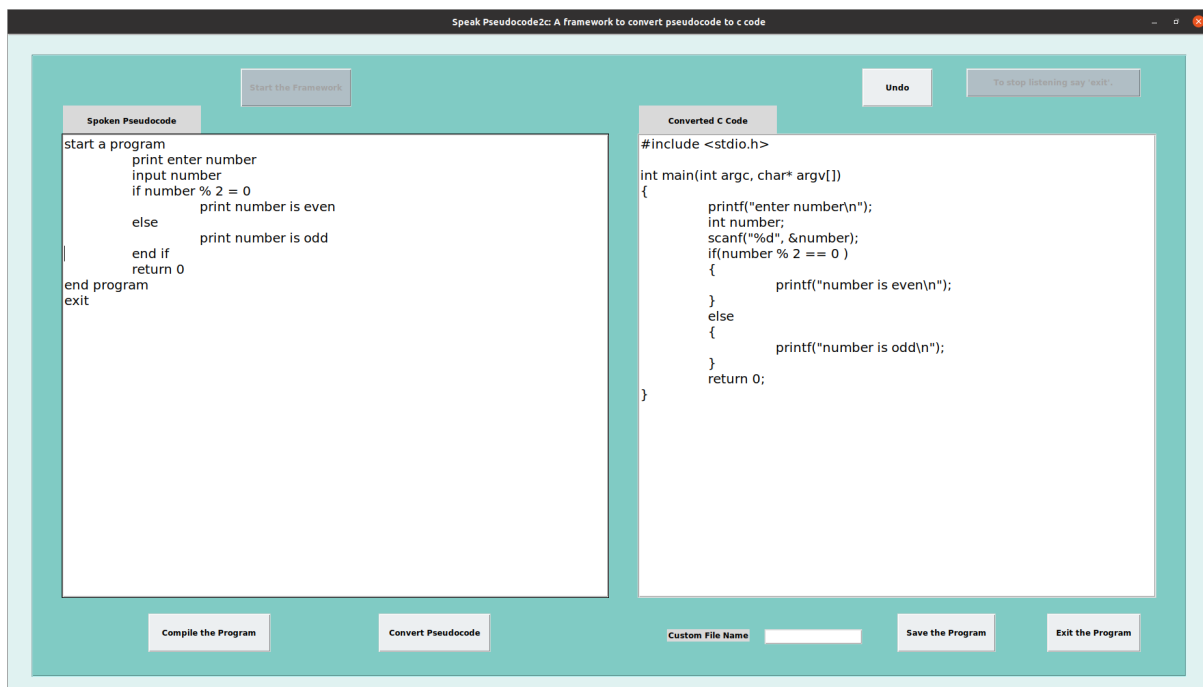 Speak Pseudocode2c: A framework to convert pseudocode to c code
Start the Framework
Undo
To stop listening say 'exit'.
Spoken Pseudocode
start a program
print enter number
input number
if number % 2 = 0
print number is even
else
print number is odd
end if
return 0
end program
exit
Converted C Code
#include <stdio.h>
int main(int argc, char* argv[])
{
printf("enter number\n");
int number;
scanf("%d", &number);
if(number % 2 == 0 )
{
printf("number is even\n");
}
else
{
printf("number is odd\n");
}
return 0;
}
Compile the Program
Convert Pseudocode
Custom File Name
Save the Program
Exit the Program